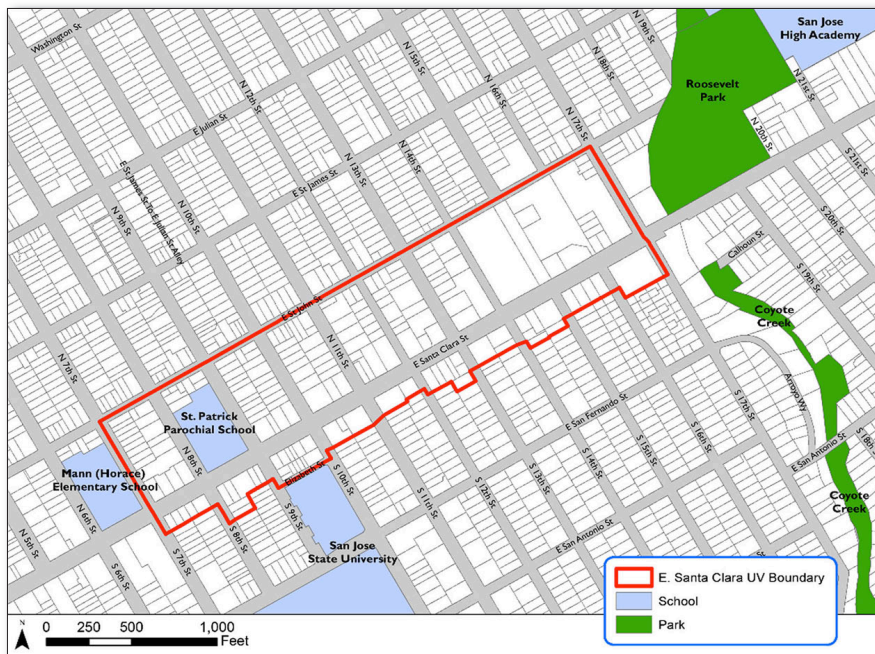 Washington St
N 19th St
San Jose
High Academy
N 15th St
N 18th St
N 16th St
N 12th St
Roosevelt
Park
N 21st St
E Julian St
N 17th St
N 14th St
N 20th St
S 21st St
N 13th St
E St James St
E St James St To E Julian St Alley
N 10th St
N 9th St
S 20th St
Calhoun St
S 19th St
E St John St
Coyote
Creek
N 11th St
E Santa Clara St
N 7th St
St. Patrick
Parochial School
E San Fernando St
S 17th St
Arroyo Wy
Mann (Horace)
Elementary School
N 8th St
S 16th St
S 15th St
E San Antonio St
S 18th St
Elizabeth St
S 10th St
S 14th St
S 13th St
S 12th St
S 11th St
Coyote
Creek
N 6th St
N 5th St
S 9th St
S 8th St
S 7th St
S 6th St
San Jose
State University
E San Antonio St
E. Santa Clara UV Boundary
School
Park
N
0 250 500 1,000
Feet